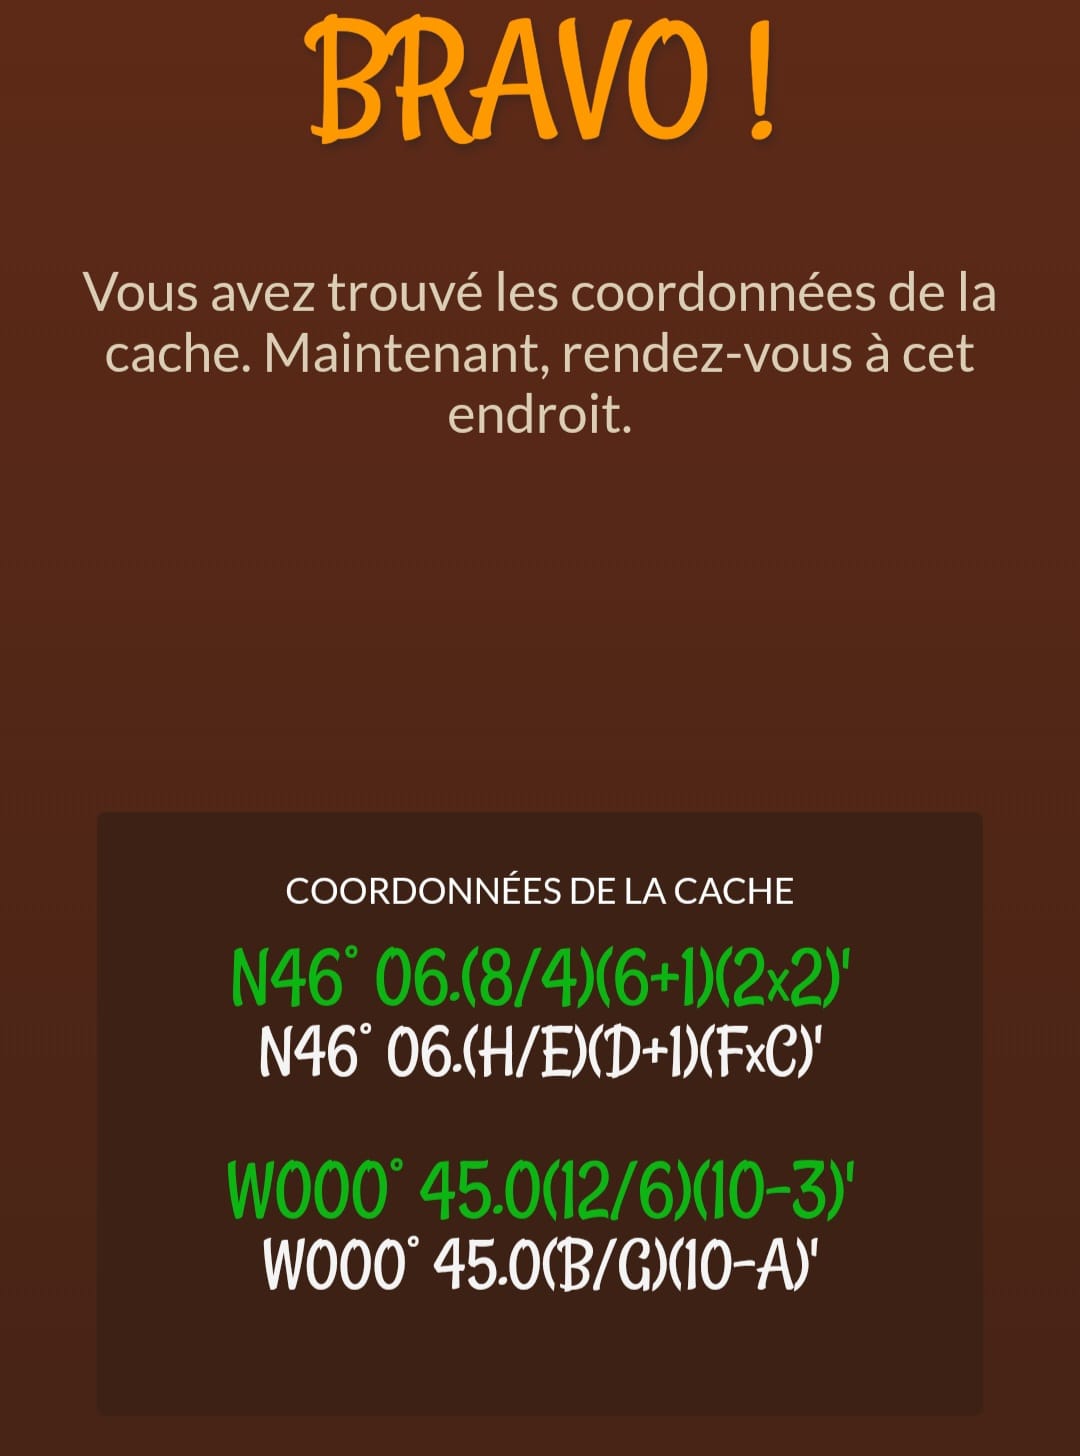 BRAVO !
Vous avez trouvé les coordonnées de la
cache. Maintenant, rendez-vous à cet
endroit.
COORDONNÉES DE LA CACHE
N46° 06.(8/4)(6+1)(2x2)'
N46° 06.(H/E)(D+1)(FxC)'
W000° 45.0(12/6)(10-3)'
W000° 45.0(B/G)(10-A)'